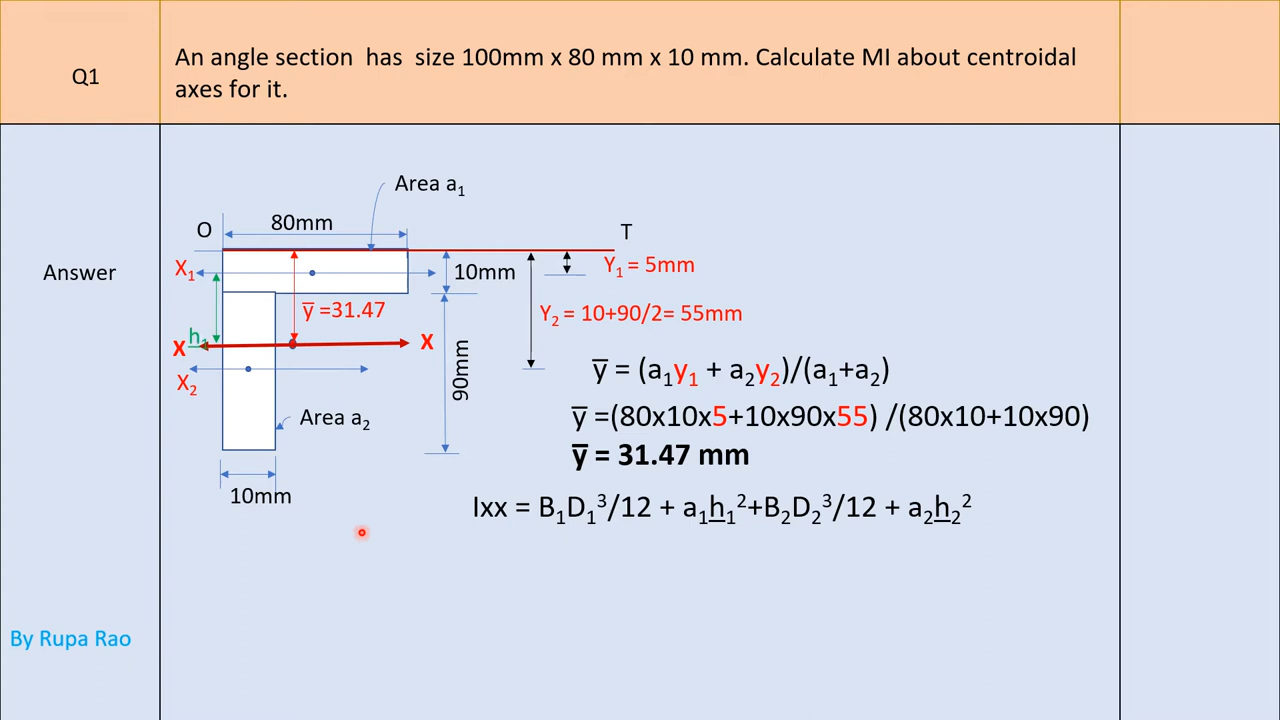 Q1
An angle section has size 100mm x 80 mm x 10 mm. Calculate MI about centroidal
axes for it.
Answer
Area a₁
O
80mm
T
X₁
10mm
Y₁ = 5mm
y̅ =31.47
Y₂ = 10+90/2= 55mm
h₁
X
X
X₂
90mm
y̅ = (a₁y₁ + a₂y₂)/(a₁+a₂)
Area a₂
y̅ =(80x10x5+10x90x55) /(80x10+10x90)
y̅ = 31.47 mm
10mm
Ixx = B₁D₁³/12 + a₁h₁²+B₂D₂³/12 + a₂h₂²
By Rupa Rao